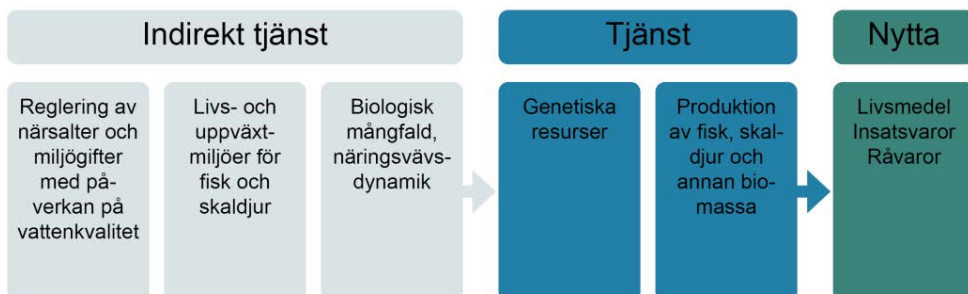 Indirekt tjänst
Tjänst
Nytta
Reglering av
närsalter och
miljögifter
med på-
verkan på
vattenkvalitet
Livs- och
uppväxt-
miljöer för
fisk och
skaldjur
Biologisk
mångfald,
näringsvävs-
dynamik
Genetiska
resurser
Produktion
av fisk, skal-
djur och
annan bio-
massa
Livsmedel
Insatsvaror
Råvaror